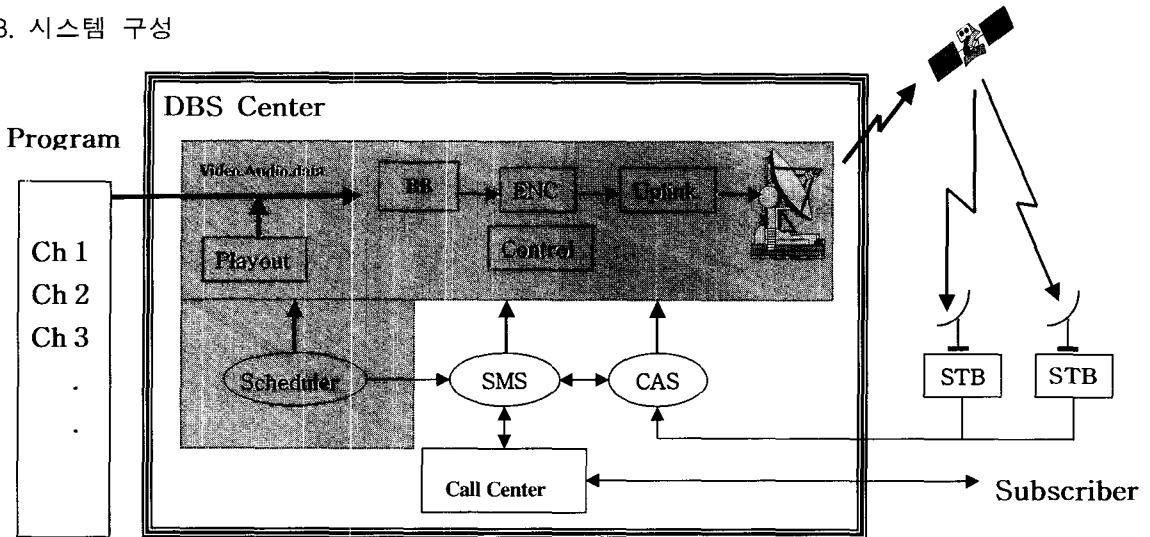 3. 시스템 구성
DBS Center
Program
Video.Audio.data
BB
ENC
Uplink
Control
Playout
Ch 1
Ch 2
Ch 3
.
.
Scheduler
SMS
CAS
STB
STB
Call Center
Subscriber